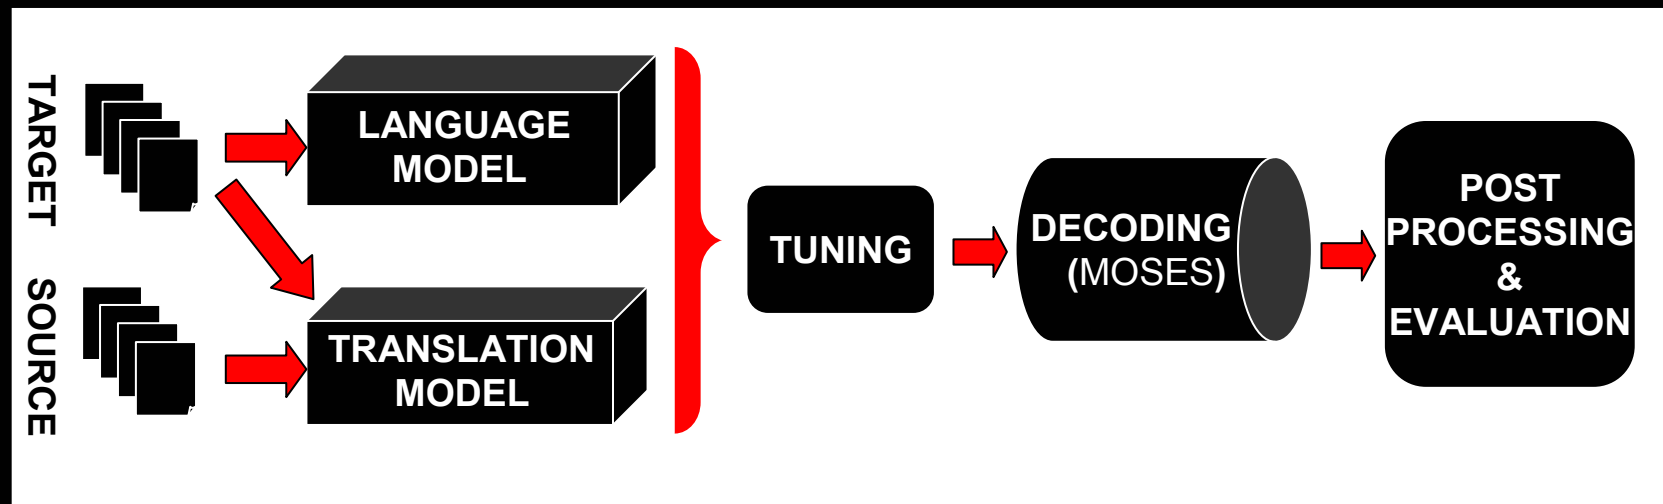 TARGET
SOURCE
LANGUAGE
MODEL
TRANSLATION
MODEL
TUNING
DECODING
(MOSES)
POST
PROCESSING
&
EVALUATION